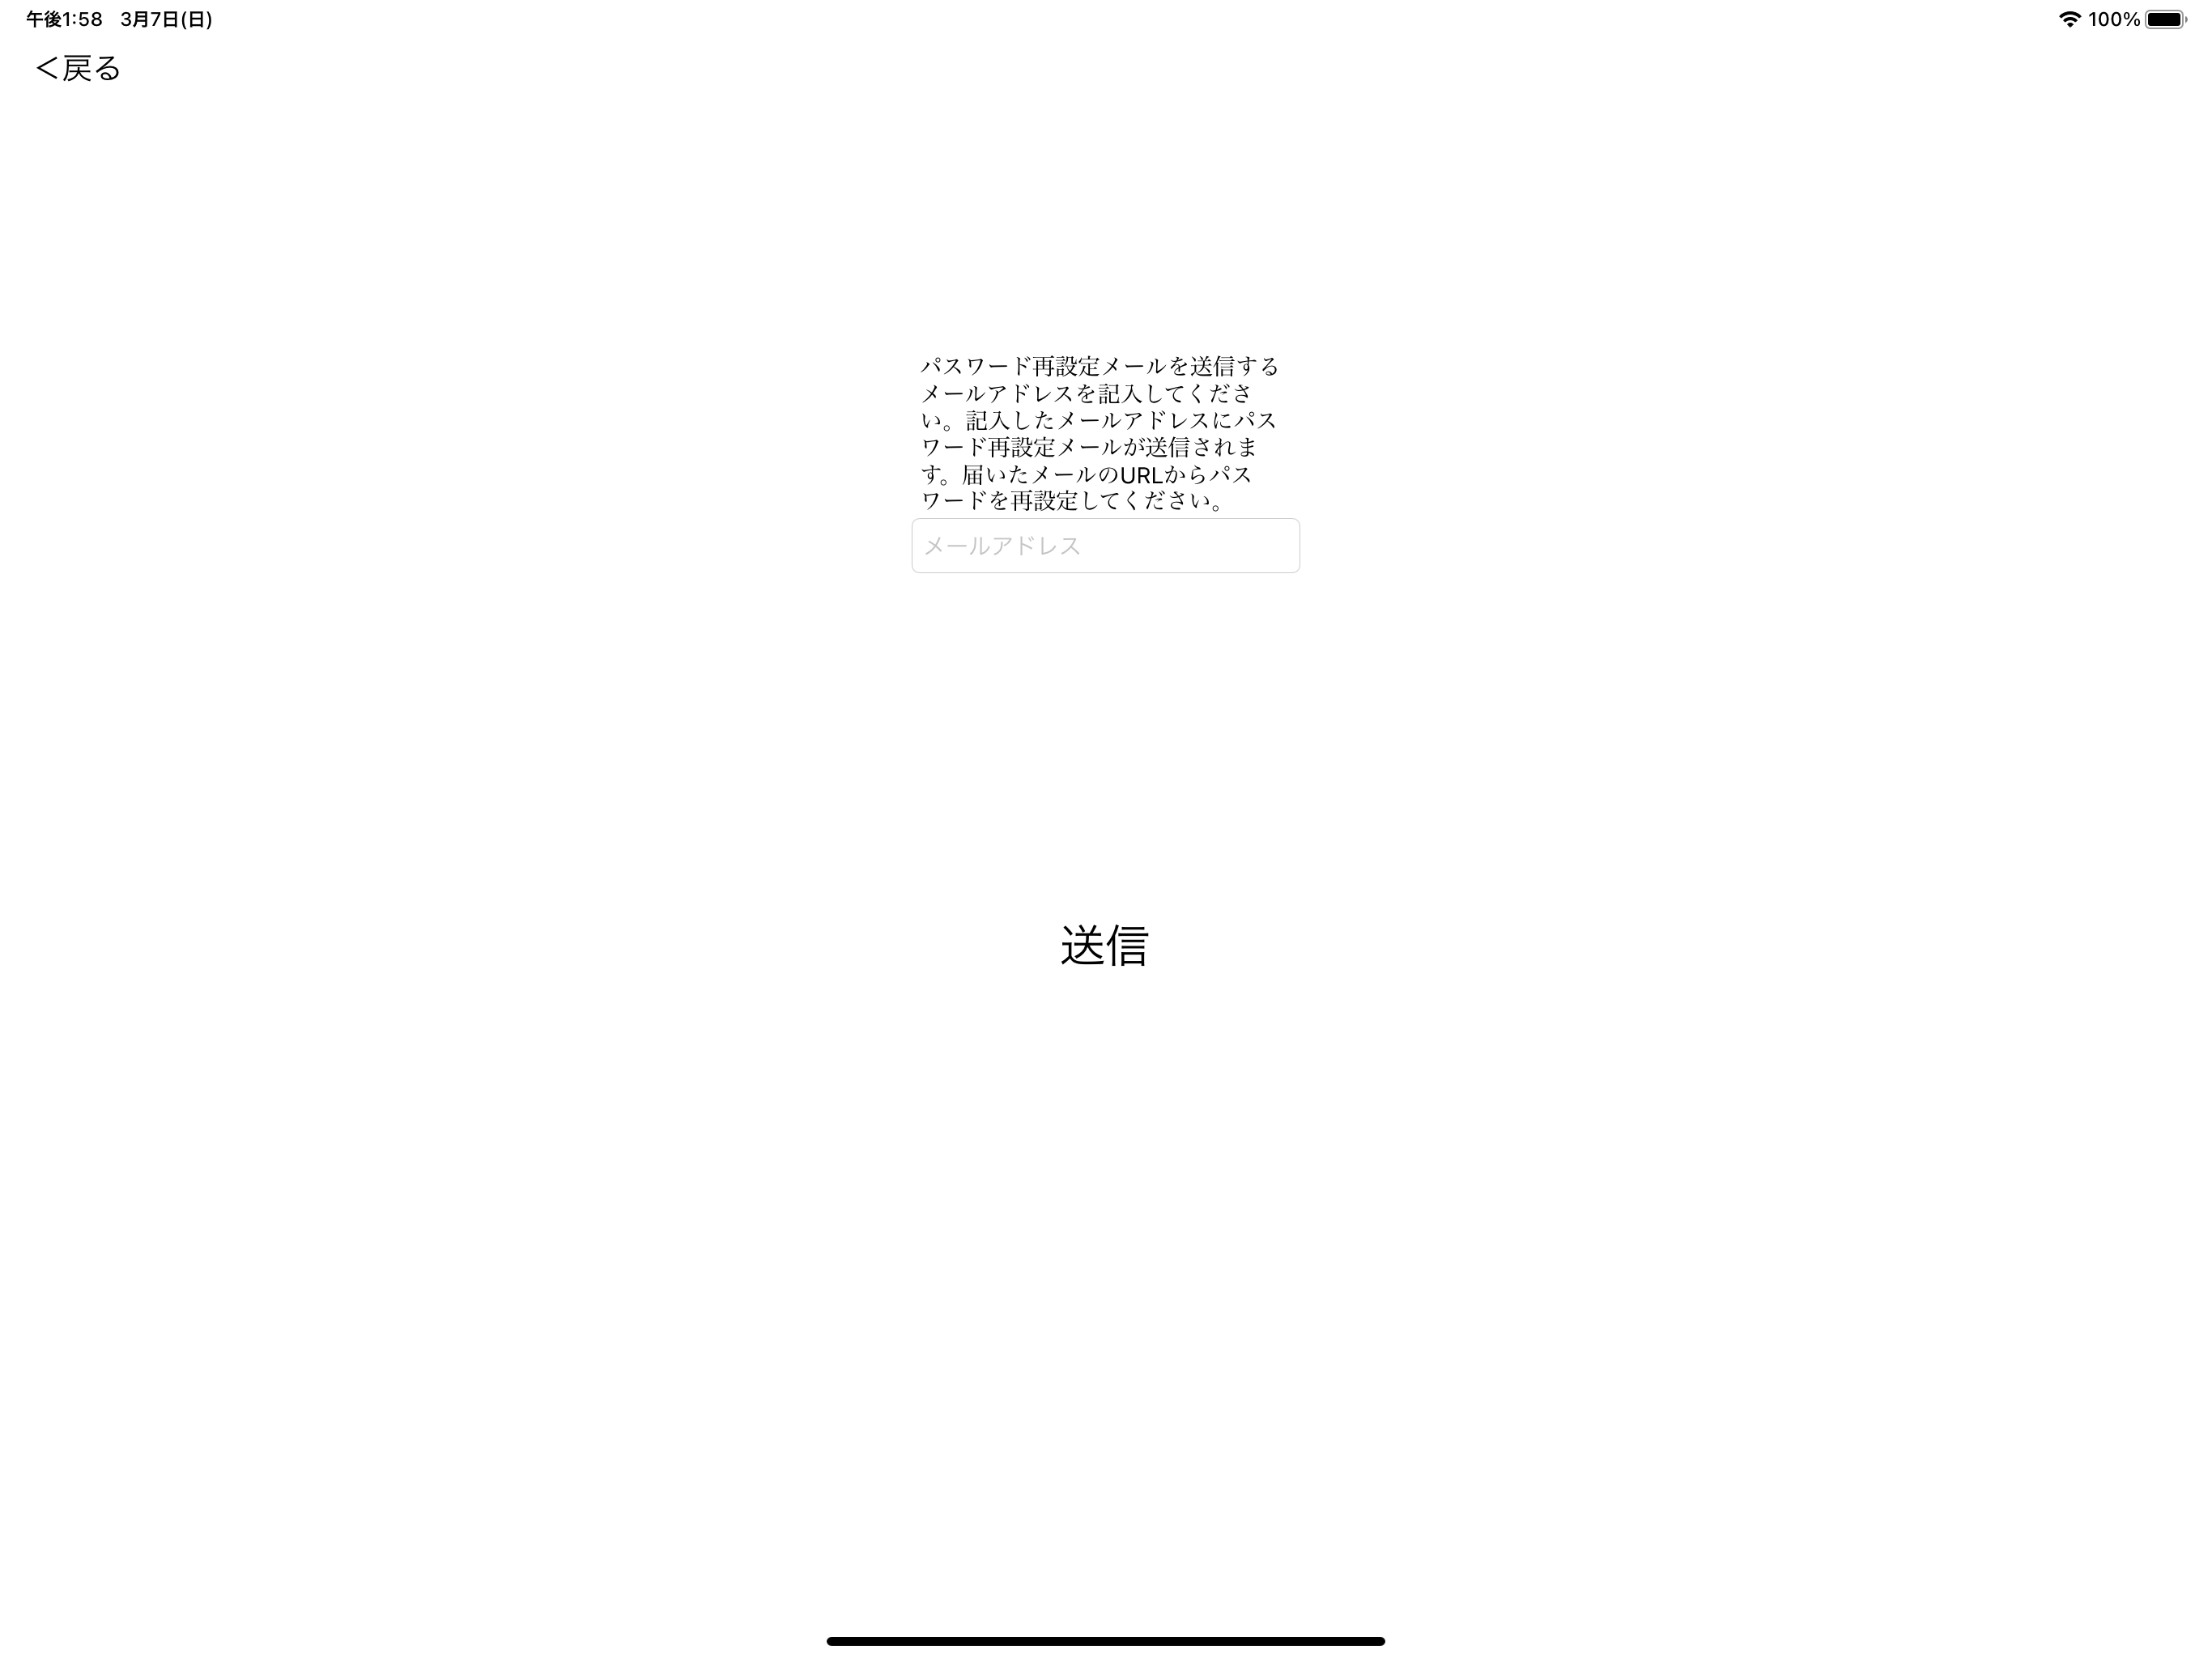 午後1:58 3月7日(日)
100%
<戻る
パスワード再設定メールを送信する
メールアドレスを記入してくださ
い。記入したメールアドレスにパス
ワード再設定メールが送信されま
す。届いたメールのURLからパス
ワードを再設定してください。
メールアドレス
送信